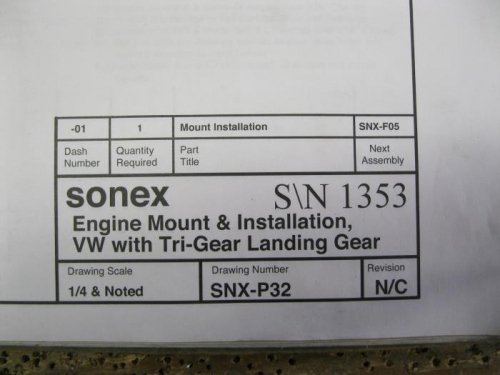 -01 1 Mount Installation SNX-F05
Dash Number Quantity Required Part Title Next Assembly
sonex S\N 1353
Engine Mount & Installation,
VW with Tri-Gear Landing Gear
Drawing Scale Drawing Number Revision
1/4 & Noted SNX-P32 N/C